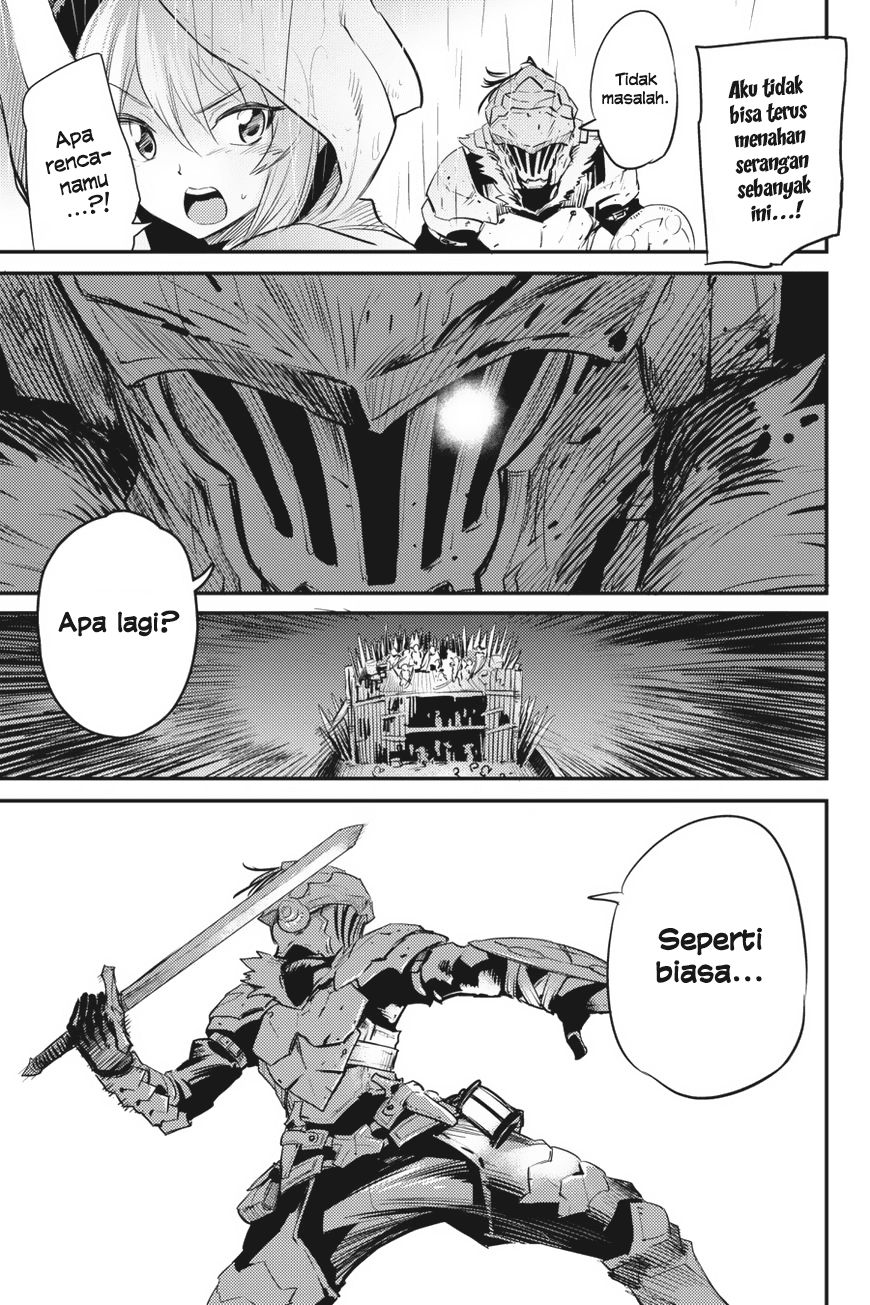 Aku tidak
bisa terus
menahan
serangan
sebanyak
ini...!
Tidak
masalah.
Apa
renca-
namu
...?!
Apa lagi?
Seperti
biasa...